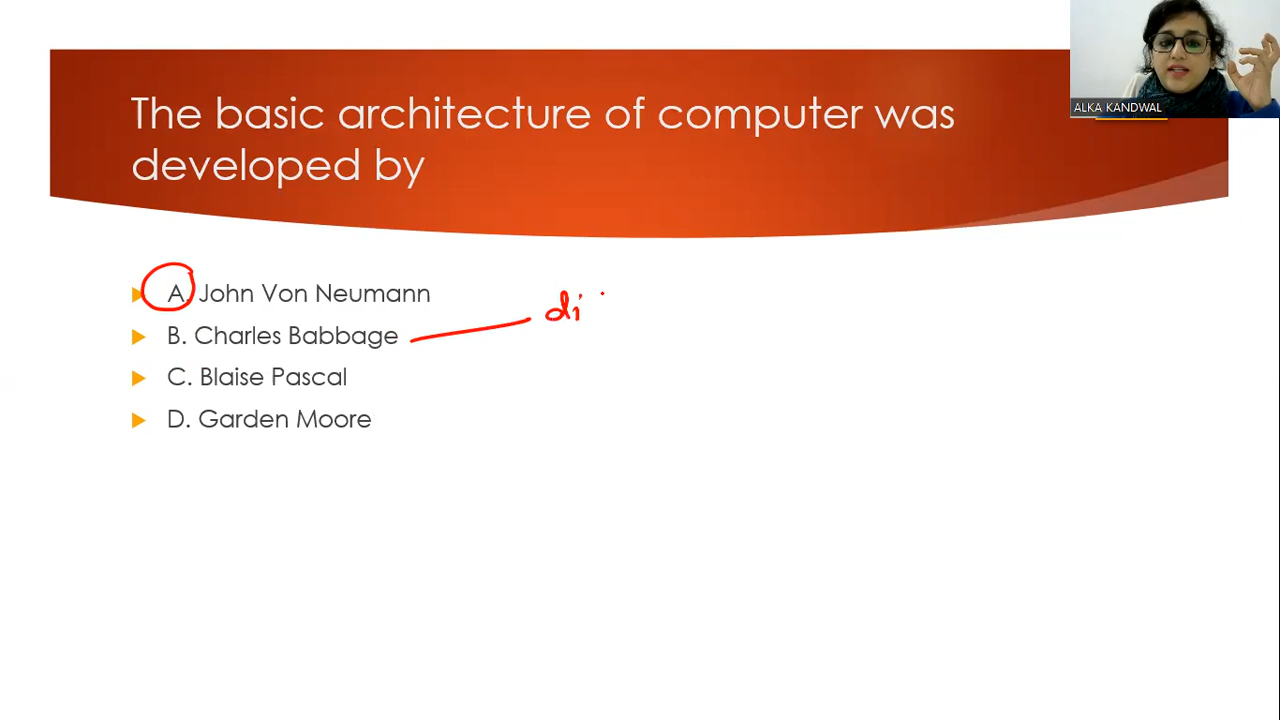 The basic architecture of computer was
developed by
ALKA KANDWAL
A. John Von Neumann
di
B. Charles Babbage
C. Blaise Pascal
D. Garden Moore